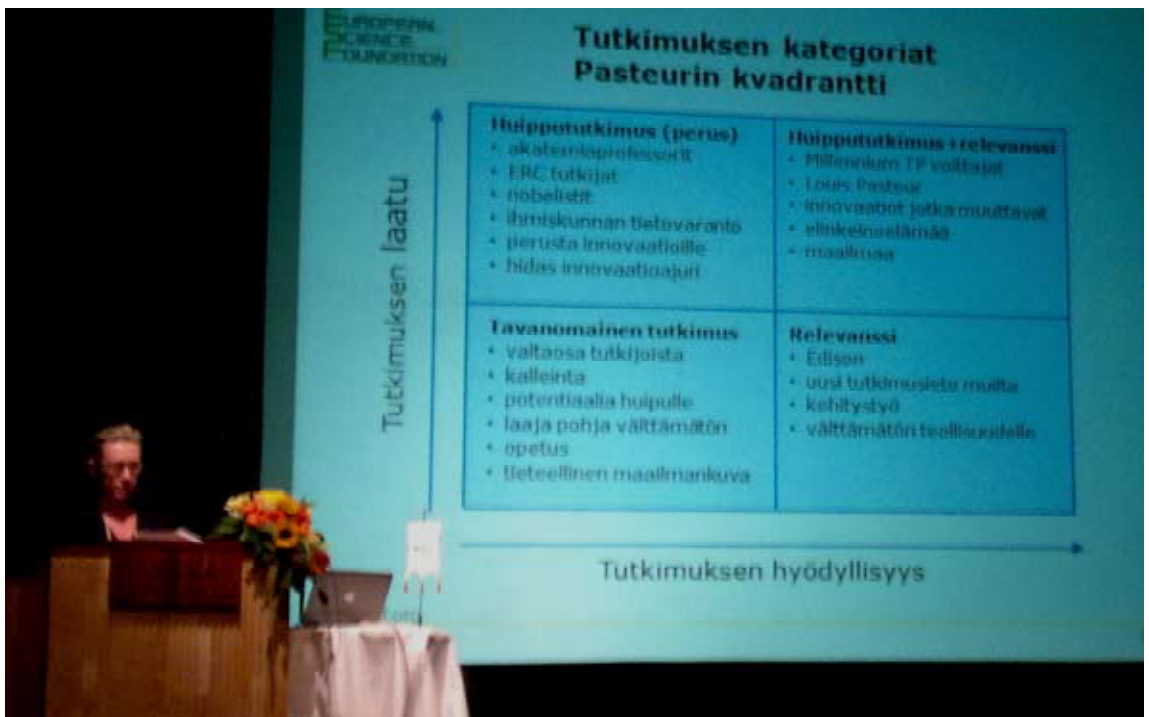 EUROPEAN
SCIENCE
FOUNDATION
Tutkimuksen kategoriat
Pasteurin kvadrantti
Tutkimuksen laatu
Huippututkimus (perus)
• akatemiaprofessorit
• ERC tutkijat
• nobelistit
• ihmiskunnan tietovaranto
• perusta innovaatioille
• hidas innovaatioajuri
Huippututkimus+relevanssi
• Millennium TP voittajat
• Louis Pasteur
• innovaatiot jotka muuttavat
• elinkeinoelämää
• maailmaa
Tavanomainen tutkimus
• valtaosa tutkijoista
• kalleinta
• potentiaalia huipulle
• laaja pohja välttämätön
• opetus
• tieteellinen maailmankuva
Relevanssi
• Edison
• uusi tutkimustieto muilta
• kehitystyö
• välttämätön teollisuudelle
Tutkimuksen hyödyllisyys